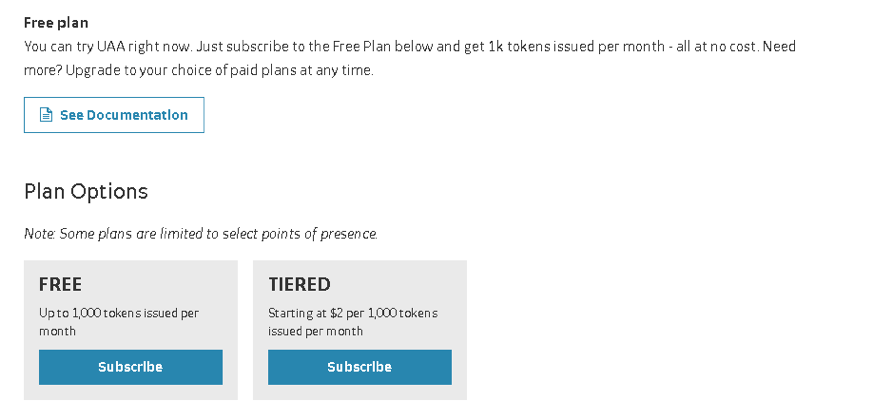 Free plan
You can try UAA right now. Just subscribe to the Free Plan below and get 1k tokens issued per month - all at no cost. Need
more? Upgrade to your choice of paid plans at any time.
See Documentation
Plan Options
Note: Some plans are limited to select points of presence.
FREE
Up to 1,000 tokens issued per
month
Subscribe
TIERED
Starting at $2 per 1,000 tokens
issued per month
Subscribe